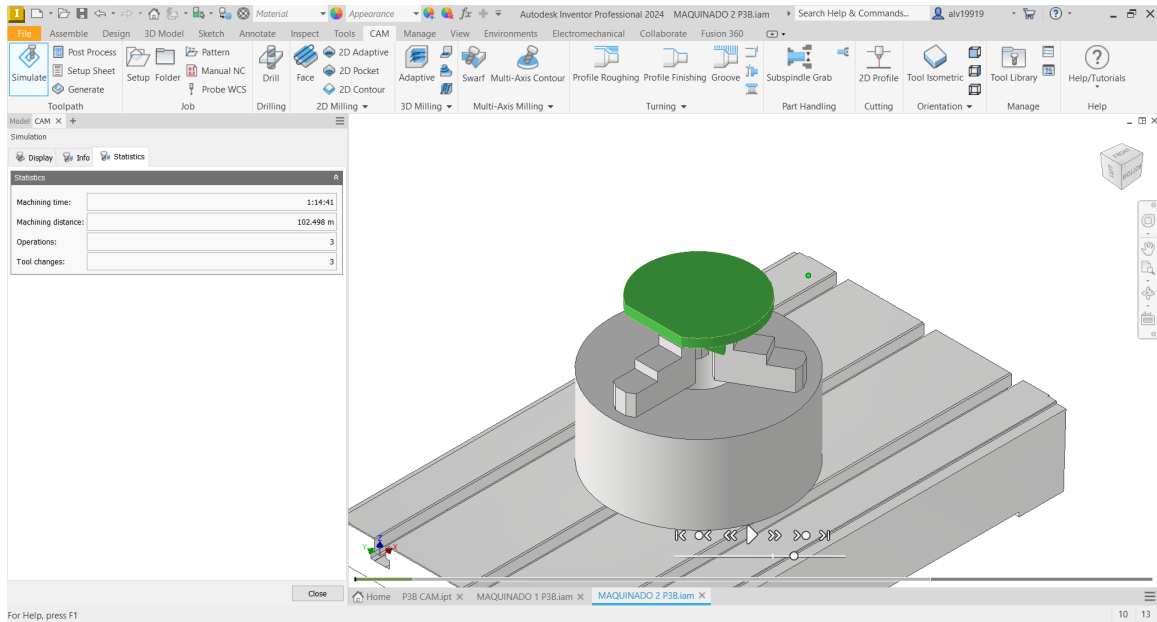 Material Appearance Autodesk Inventor Professional 2024 MAQUINADO 2 P3B.iam Search Help & Commands... alv19919
File Assemble Design 3D Model Sketch Annotate Inspect Tools CAM Manage View Environments Electromechanical Collaborate Fusion 360
Post Process Pattern 2D Adaptive
Setup Sheet Manual NC 2D Pocket
Simulate Setup Folder Drill Face Adaptive Swarf Multi-Axis Contour Profile Roughing Profile Finishing Groove Subspindle Grab 2D Profile Tool Isometric Tool Library Help/Tutorials
Generate Probe WCS 2D Contour
Toolpath Job Drilling 2D Milling 3D Milling Multi-Axis Milling Turning Part Handling Cutting Orientation Manage Help
Model CAM
Simulation
Display Info Statistics
Statistics
Machining time: 1:14:41
Machining distance: 102.498 m
Operations: 3
Tool changes: 3
FRONT
Z
Y X
Close
Home P3B CAM.ipt MAQUINADO 1 P3B.iam MAQUINADO 2 P3B.iam
For Help, press F1 10 13